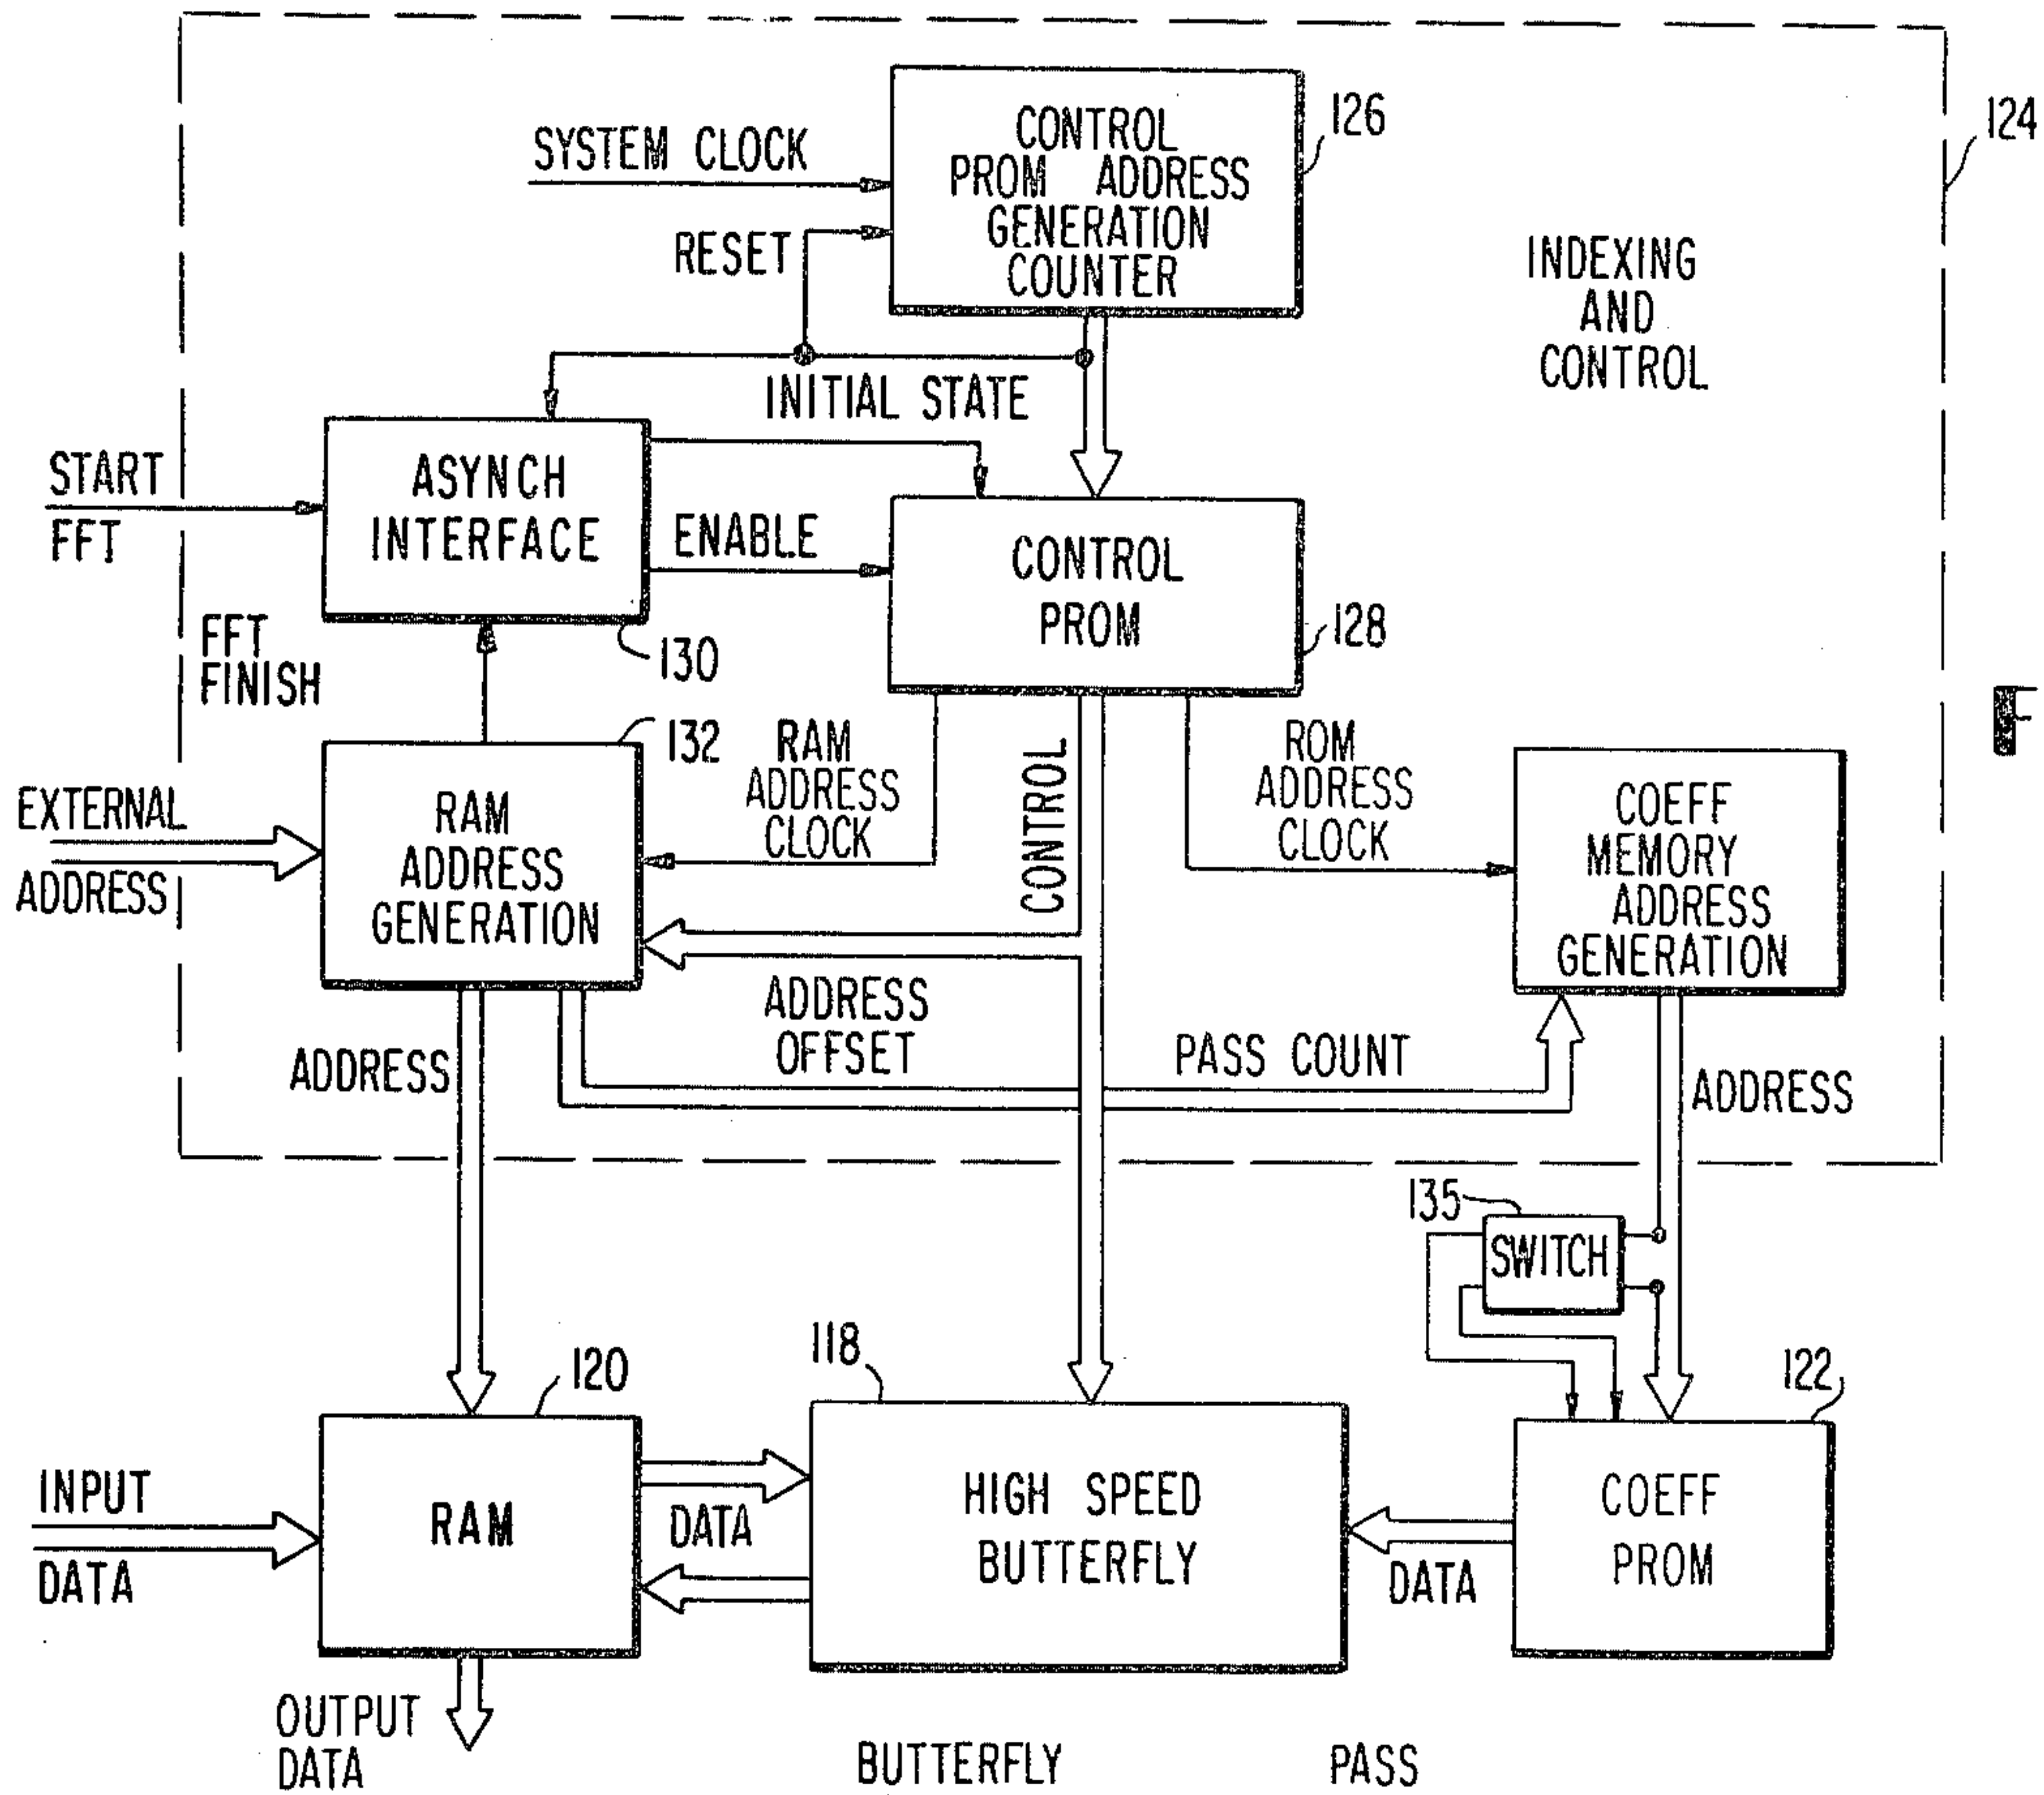 CONTROL
PROM ADDRESS
GENERATION
COUNTER
126
124
SYSTEM CLOCK
RESET
INDEXING
AND
CONTROL
INITIAL STATE
START
FFT
ASYNCH
INTERFACE
ENABLE
CONTROL
PROM
128
130
FFT
FINISH
F
132
RAM
ADDRESS
CLOCK
CONTROL
ROM
ADDRESS
CLOCK
EXTERNAL
ADDRESS
RAM
ADDRESS
GENERATION
COEFF
MEMORY
ADDRESS
GENERATION
ADDRESS
OFFSET
PASS COUNT
ADDRESS
ADDRESS
135
SWITCH
120
118
122
INPUT
DATA
RAM
DATA
HIGH SPEED
BUTTERFLY
DATA
COEFF
PROM
OUTPUT
DATA
BUTTERFLY PASS